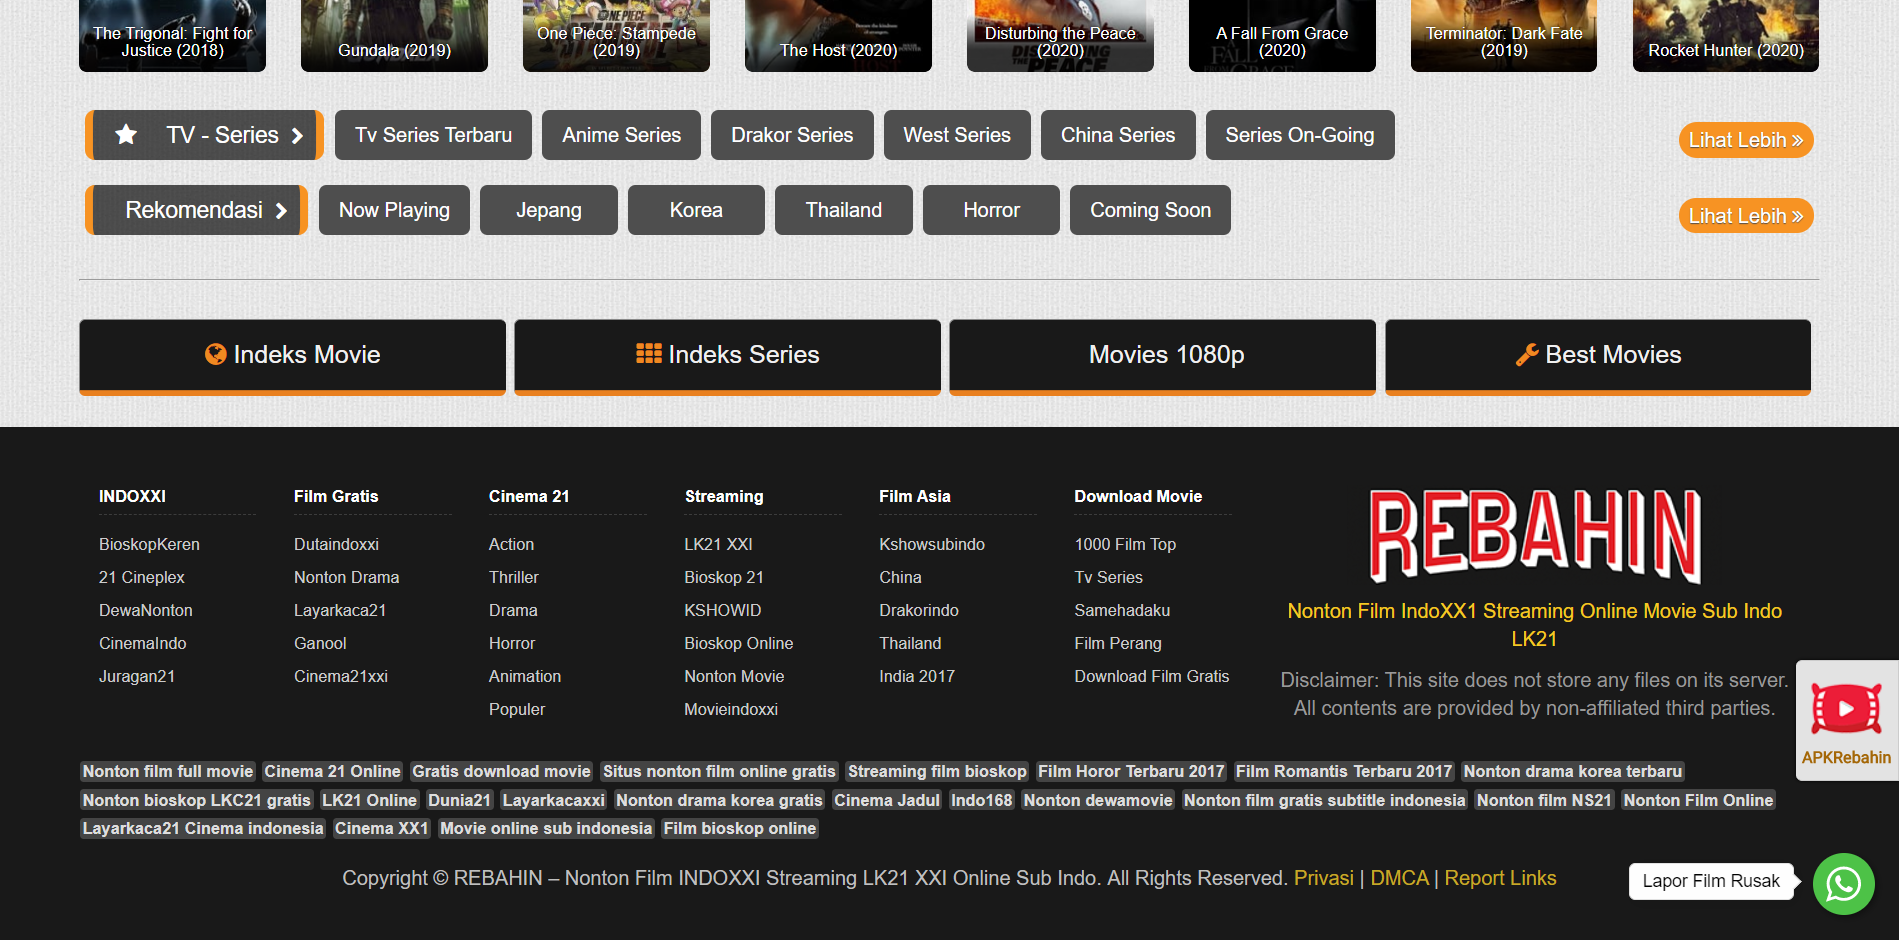 The Trigonal: Fight for
Justice (2018)
Gundala (2019)
One Piece: Stampede
(2019)
The Host (2020)
Disturbing the Peace
(2020)
A Fall From Grace
(2020)
Terminator: Dark Fate
(2019)
Rocket Hunter (2020)
TV - Series Tv Series Terbaru Anime Series Drakor Series West Series China Series Series On-Going Lihat Lebih »
Rekomendasi Now Playing Jepang Korea Thailand Horror Coming Soon Lihat Lebih »
Indeks Movie Indeks Series Movies 1080p Best Movies
INDOXXI
BioskopKeren
21 Cineplex
DewaNonton
CinemaIndo
Juragan21
Film Gratis
Dutaindoxxi
Nonton Drama
Layarkaca21
Ganool
Cinema21xxi
Cinema 21
Action
Thriller
Drama
Horror
Animation
Populer
Streaming
LK21 XXI
Bioskop 21
KSHOWID
Bioskop Online
Nonton Movie
Movieindoxxi
Film Asia
Kshowsubindo
China
Drakorindo
Thailand
India 2017
Download Movie
1000 Film Top
Tv Series
Samehadaku
Film Perang
Download Film Gratis
REBAHIN
Nonton Film IndoXX1 Streaming Online Movie Sub Indo
LK21
Disclaimer: This site does not store any files on its server.
All contents are provided by non-affiliated third parties.
APKRebahin
Nonton film full movie Cinema 21 Online Gratis download movie Situs nonton film online gratis Streaming film bioskop Film Horor Terbaru 2017 Film Romantis Terbaru 2017 Nonton drama korea terbaru
Nonton bioskop LKC21 gratis LK21 Online Dunia21 Layarkacaxxi Nonton drama korea gratis Cinema Jadul Indo168 Nonton dewamovie Nonton film gratis subtitle indonesia Nonton film NS21 Nonton Film Online
Layarkaca21 Cinema indonesia Cinema XX1 Movie online sub indonesia Film bioskop online
Copyright © REBAHIN – Nonton Film INDOXXI Streaming LK21 XXI Online Sub Indo. All Rights Reserved. Privasi | DMCA | Report Links
Lapor Film Rusak